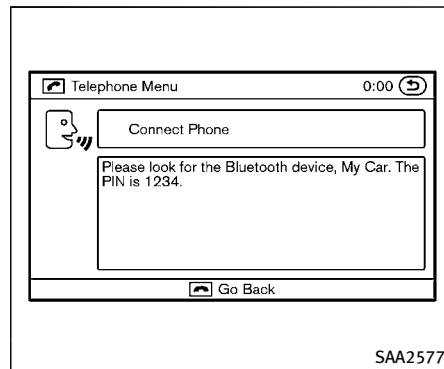 Telephone Menu 0:00
Connect Phone
Please look for the Bluetooth device, My Car. The
PIN is 1234.
Go Back
SAA2577